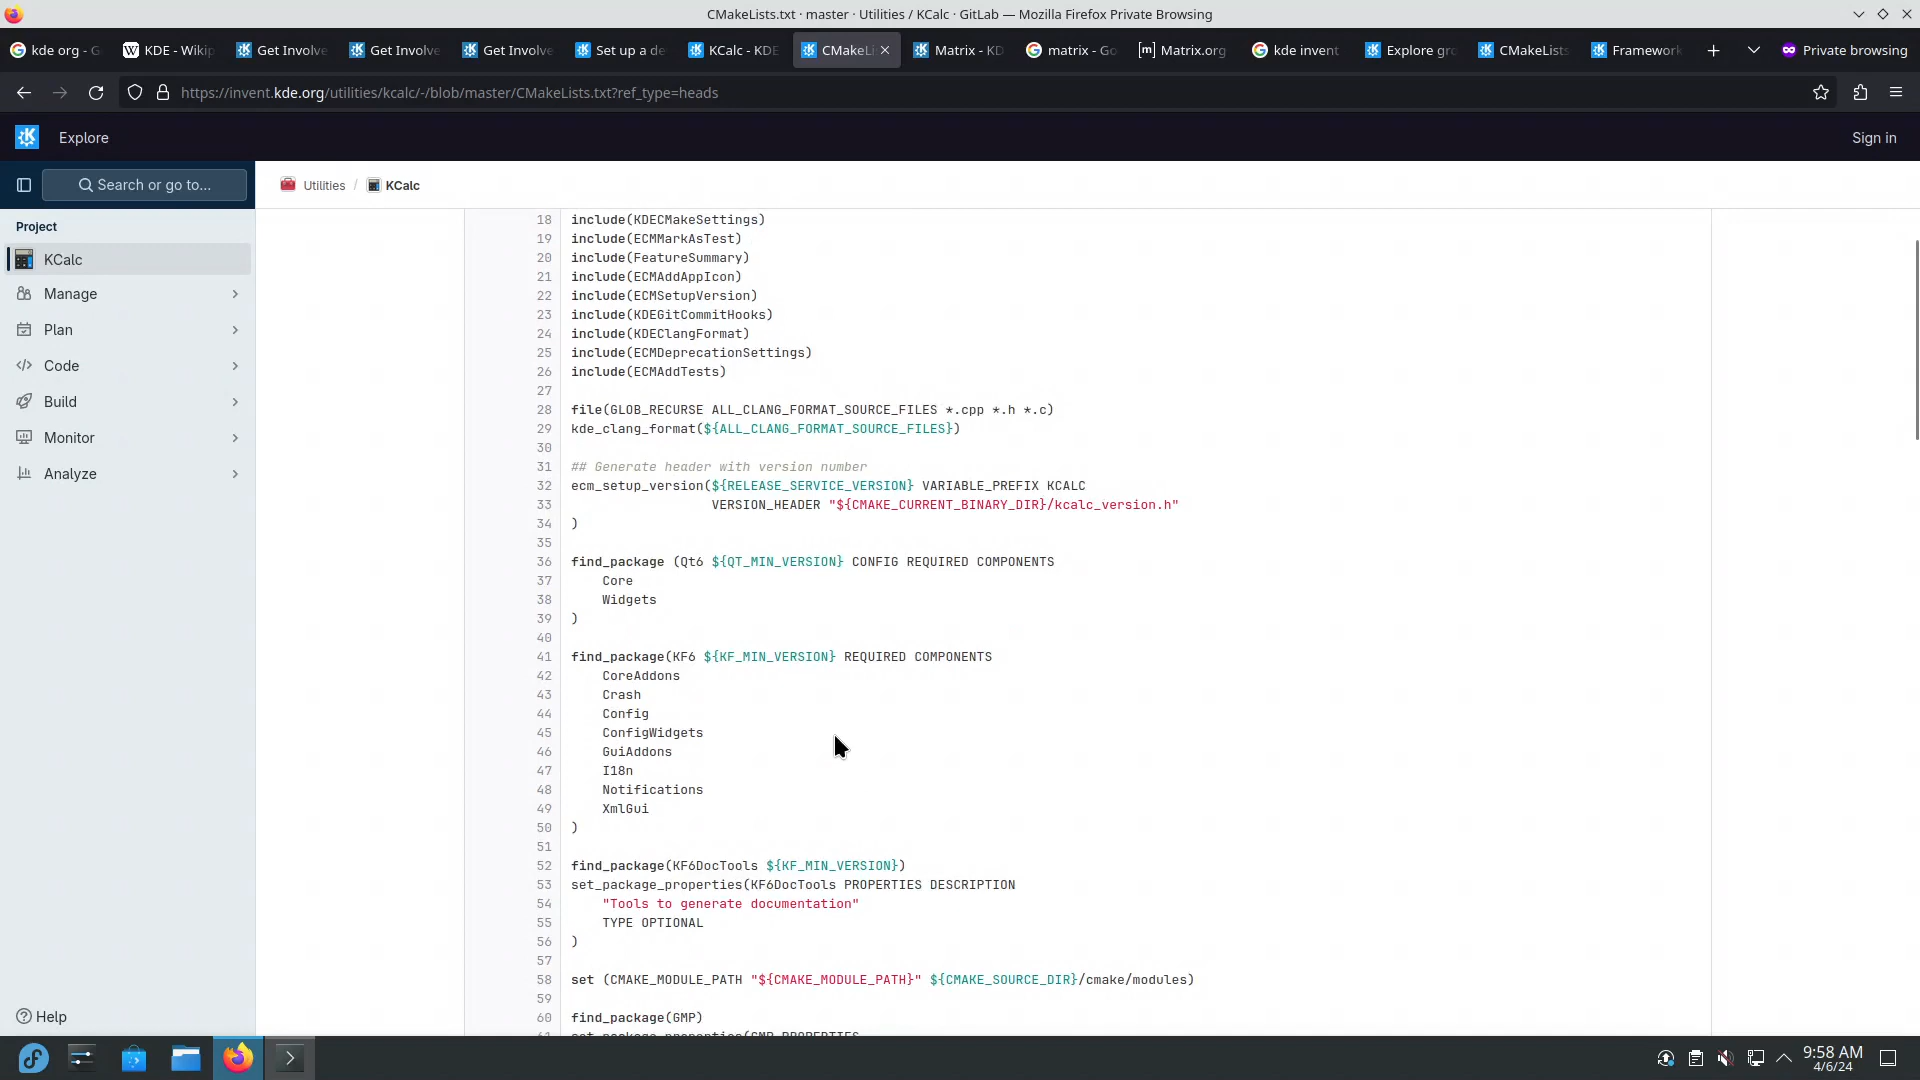 CMakeLists.txt · master · Utilities / KCalc · GitLab — Mozilla Firefox Private Browsing
kde org - G
KDE - Wikip
Get Involve
Get Involve
Get Involve
Set up a de
KCalc - KDE
CMakeLi
Matrix - KD
matrix - Go
Matrix.org
kde invent
Explore gro
CMakeLists
Framework
Private browsing
https://invent.kde.org/utilities/kcalc/-/blob/master/CMakeLists.txt?ref_type=heads
Explore
Sign in
Search or go to...
Utilities / KCalc
Project
KCalc
Manage
Plan
Code
Build
Monitor
Analyze
Help
18 include(KDECMakeSettings)
19 include(ECMMarkAsTest)
20 include(FeatureSummary)
21 include(ECMAddAppIcon)
22 include(ECMSetupVersion)
23 include(KDEGitCommitHooks)
24 include(KDEClangFormat)
25 include(ECMDeprecationSettings)
26 include(ECMAddTests)
27
28 file(GLOB_RECURSE ALL_CLANG_FORMAT_SOURCE_FILES *.cpp *.h *.c)
29 kde_clang_format(${ALL_CLANG_FORMAT_SOURCE_FILES})
30
31 ## Generate header with version number
32 ecm_setup_version(${RELEASE_SERVICE_VERSION} VARIABLE_PREFIX KCALC
33 VERSION_HEADER "${CMAKE_CURRENT_BINARY_DIR}/kcalc_version.h"
34 )
35
36 find_package (Qt6 ${QT_MIN_VERSION} CONFIG REQUIRED COMPONENTS
37 Core
38 Widgets
39 )
40
41 find_package(KF6 ${KF_MIN_VERSION} REQUIRED COMPONENTS
42 CoreAddons
43 Crash
44 Config
45 ConfigWidgets
46 GuiAddons
47 I18n
48 Notifications
49 XmlGui
50 )
51
52 find_package(KF6DocTools ${KF_MIN_VERSION})
53 set_package_properties(KF6DocTools PROPERTIES DESCRIPTION
54 "Tools to generate documentation"
55 TYPE OPTIONAL
56 )
57
58 set (CMAKE_MODULE_PATH "${CMAKE_MODULE_PATH}" ${CMAKE_SOURCE_DIR}/cmake/modules)
59
60 find_package(GMP)
61 set_package_properties(GMP PROPERTIES
9:58 AM
4/6/24